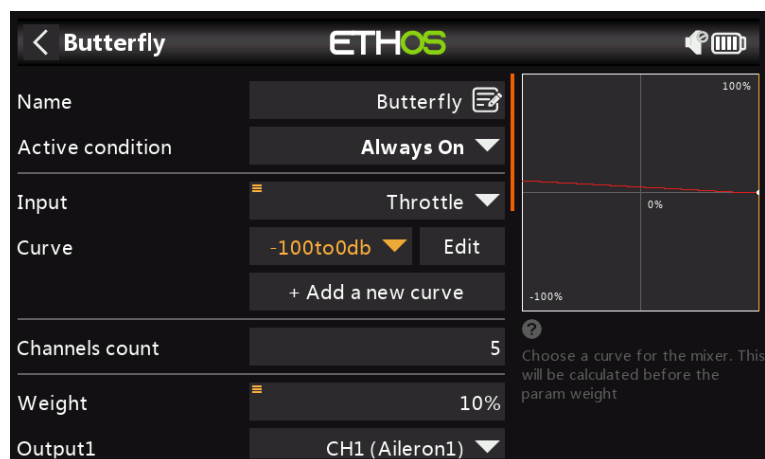 Butterfly
ETHOS
Name
Butterfly
Active condition
Always On
Input
Throttle
Curve
-100to0db
Edit
+ Add a new curve
Channels count
5
Weight
10%
Output1
CH1 (Aileron1)
100%
0%
-100%
?
Choose a curve for the mixer. This
will be calculated before the
param weight